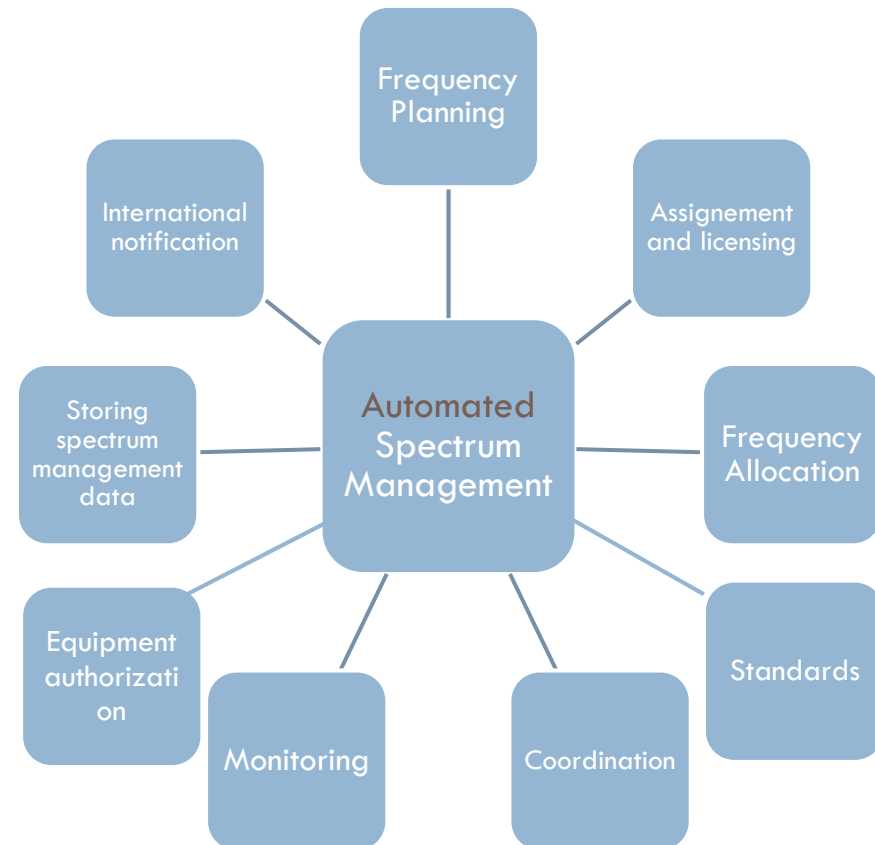 Frequency
Planning
International
notification
Assignement
and licensing
Automated
Spectrum
Management
Storing
spectrum
management
data
Frequency
Allocation
Equipment
authorizati
on
Standards
Monitoring
Coordination